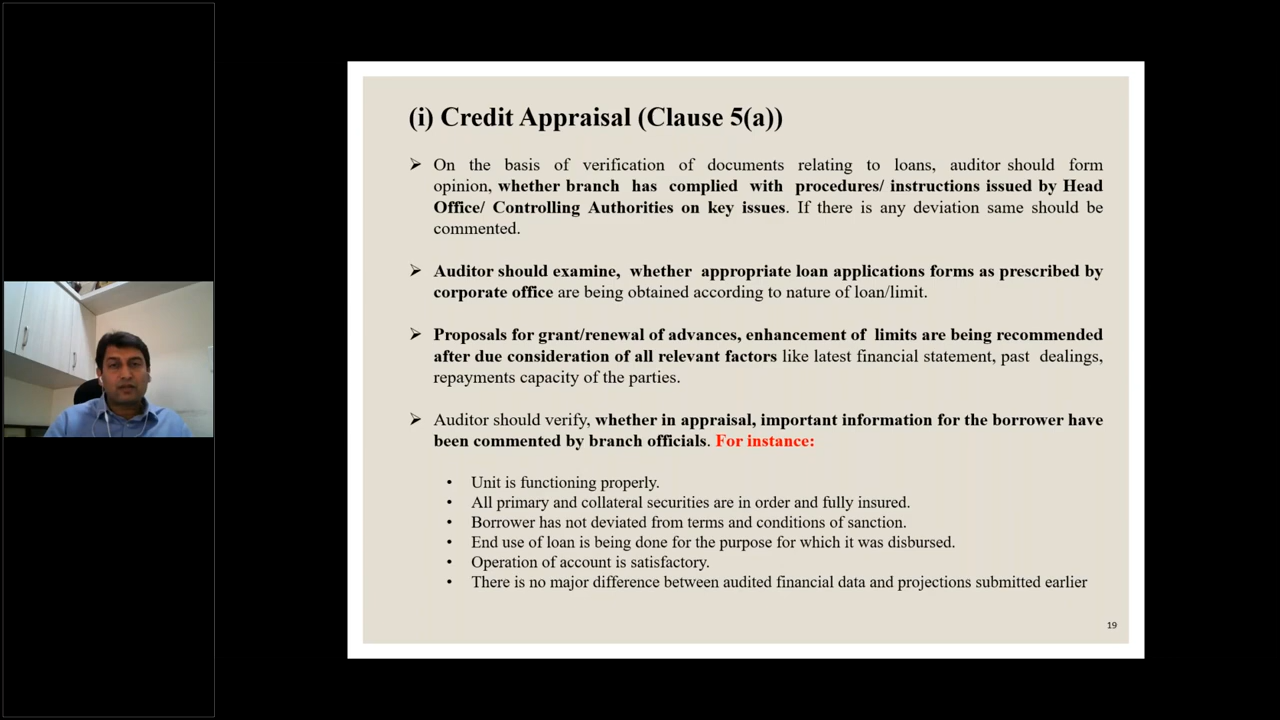 (i) Credit Appraisal (Clause 5(a))
➢ On the basis of verification of documents relating to loans, auditor should form
opinion, whether branch has complied with procedures/ instructions issued by Head
Office/ Controlling Authorities on key issues. If there is any deviation same should be
commented.
➢ Auditor should examine, whether appropriate loan applications forms as prescribed by
corporate office are being obtained according to nature of loan/limit.
➢ Proposals for grant/renewal of advances, enhancement of limits are being recommended
after due consideration of all relevant factors like latest financial statement, past dealings,
repayments capacity of the parties.
➢ Auditor should verify, whether in appraisal, important information for the borrower have
been commented by branch officials. For instance:
• Unit is functioning properly.
• All primary and collateral securities are in order and fully insured.
• Borrower has not deviated from terms and conditions of sanction.
• End use of loan is being done for the purpose for which it was disbursed.
• Operation of account is satisfactory.
• There is no major difference between audited financial data and projections submitted earlier
19